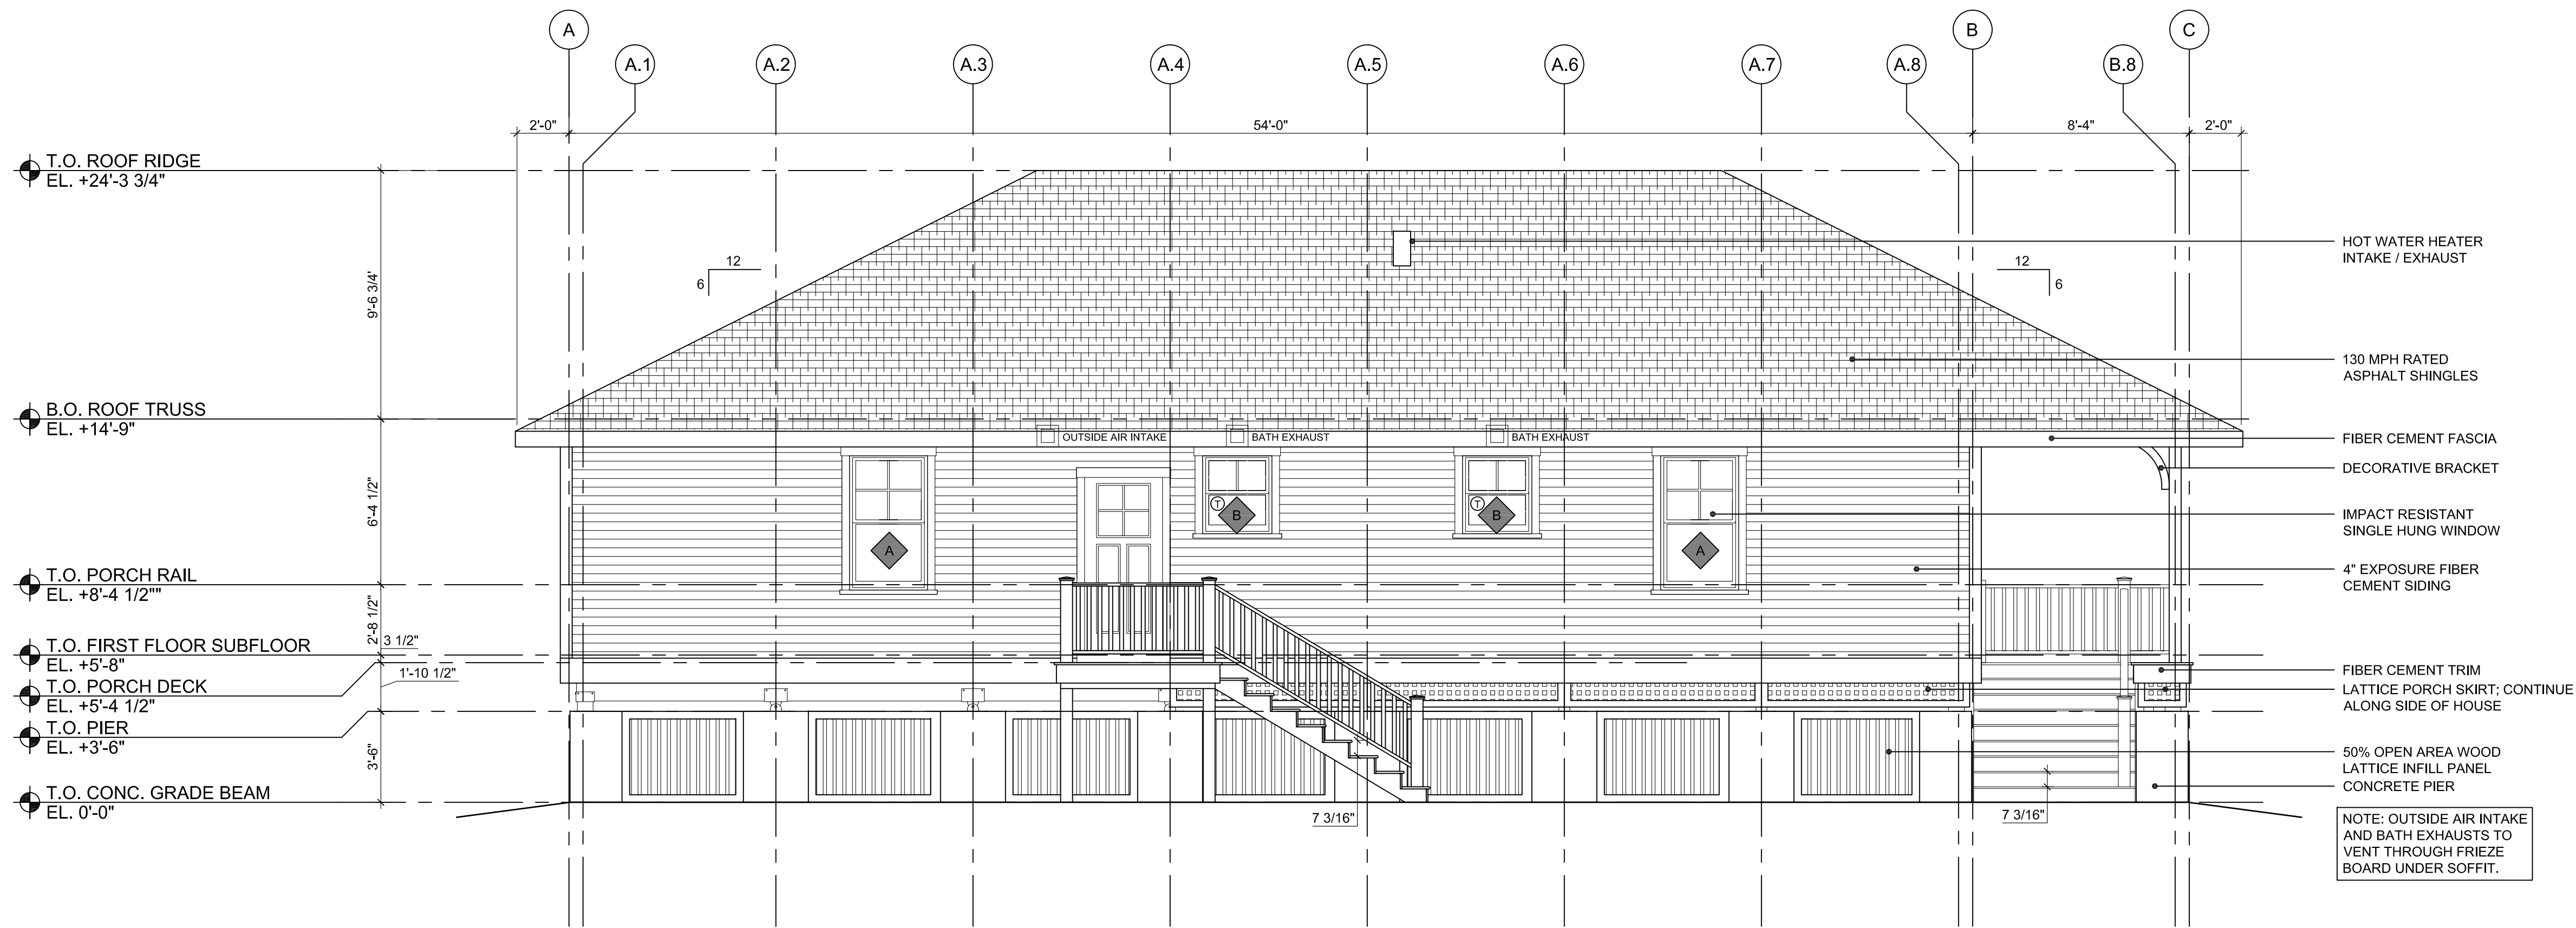 A
B
C
A.1
A.2
A.3
A.4
A.5
A.6
A.7
A.8
B.8
2'-0"
54'-0"
8'-4"
2'-0"
T.O. ROOF RIDGE
EL. +24'-3 3/4"
9'-6 3/4'
12
6
12
6
HOT WATER HEATER
INTAKE / EXHAUST
130 MPH RATED
ASPHALT SHINGLES
B.O. ROOF TRUSS
EL. +14'-9"
OUTSIDE AIR INTAKE
BATH EXHAUST
BATH EXHAUST
FIBER CEMENT FASCIA
DECORATIVE BRACKET
6'-4 1/2"
T
B
T
B
A
A
IMPACT RESISTANT
SINGLE HUNG WINDOW
4" EXPOSURE FIBER
CEMENT SIDING
T.O. PORCH RAIL
EL. +8'-4 1/2""
2'-8 1/2"
3 1/2"
T.O. FIRST FLOOR SUBFLOOR
EL. +5'-8"
1'-10 1/2"
T.O. PORCH DECK
EL. +5'-4 1/2"
FIBER CEMENT TRIM
LATTICE PORCH SKIRT; CONTINUE
ALONG SIDE OF HOUSE
T.O. PIER
EL. +3'-6"
3'-6"
50% OPEN AREA WOOD
LATTICE INFILL PANEL
CONCRETE PIER
T.O. CONC. GRADE BEAM
EL. 0'-0"
7 3/16"
7 3/16"
NOTE: OUTSIDE AIR INTAKE
AND BATH EXHAUSTS TO
VENT THROUGH FRIEZE
BOARD UNDER SOFFIT.